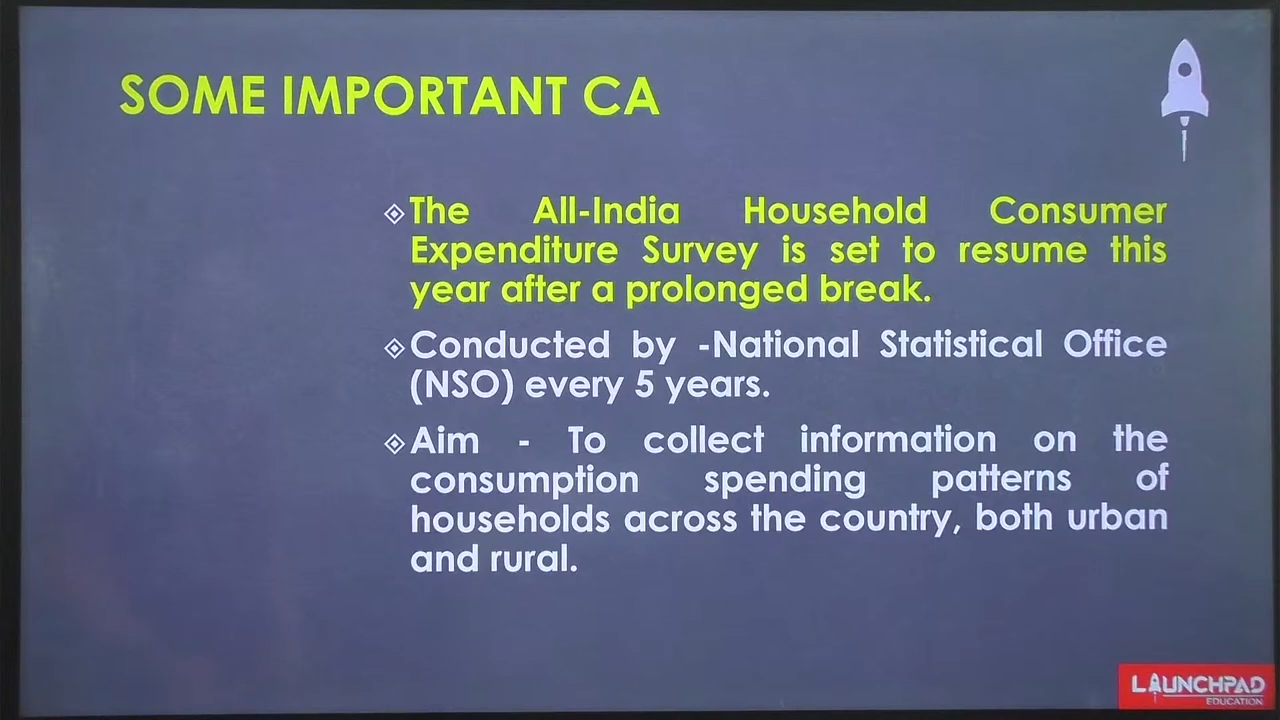 SOME IMPORTANT CA
The All-India Household Consumer
Expenditure Survey is set to resume this
year after a prolonged break.
Conducted by -National Statistical Office
(NSO) every 5 years.
Aim - To collect information on the
consumption spending patterns of
households across the country, both urban
and rural.
LAUNCHPAD
EDUCATION